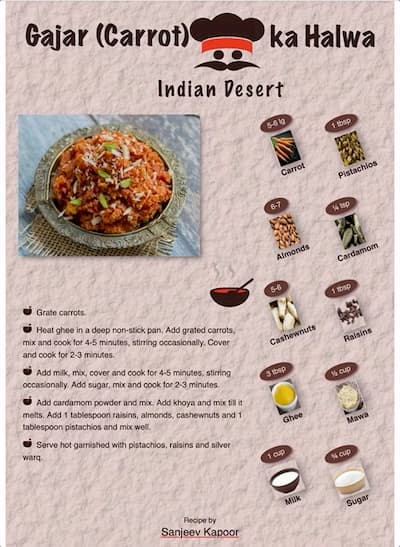 Gajar (Carrot) ka Halwa
Indian Desert
5-6 lg
Carrot
1 tbsp
Pistachios
6-7
Almonds
¼ tsp
Cardamom
5-6
Cashewnuts
1 tbsp
Raisins
3 tbsp
Ghee
½ cup
Mawa
1 cup
Milk
¾ cup
Sugar
Grate carrots.
Heat ghee in a deep non-stick pan. Add grated carrots,
mix and cook for 4-5 minutes, stirring occasionally. Cover
and cook for 2-3 minutes.
Add milk, mix, cover and cook for 4-5 minutes, stirring
occasionally. Add sugar, mix and cook for 2-3 minutes.
Add cardamom powder and mix. Add khoya and mix till it
melts. Add 1 tablespoon raisins, almonds, cashewnuts and 1
tablespoon pistachios and mix well.
Serve hot garnished with pistachios, raisins and silver
warq.
Recipe by
Sanjeev Kapoor